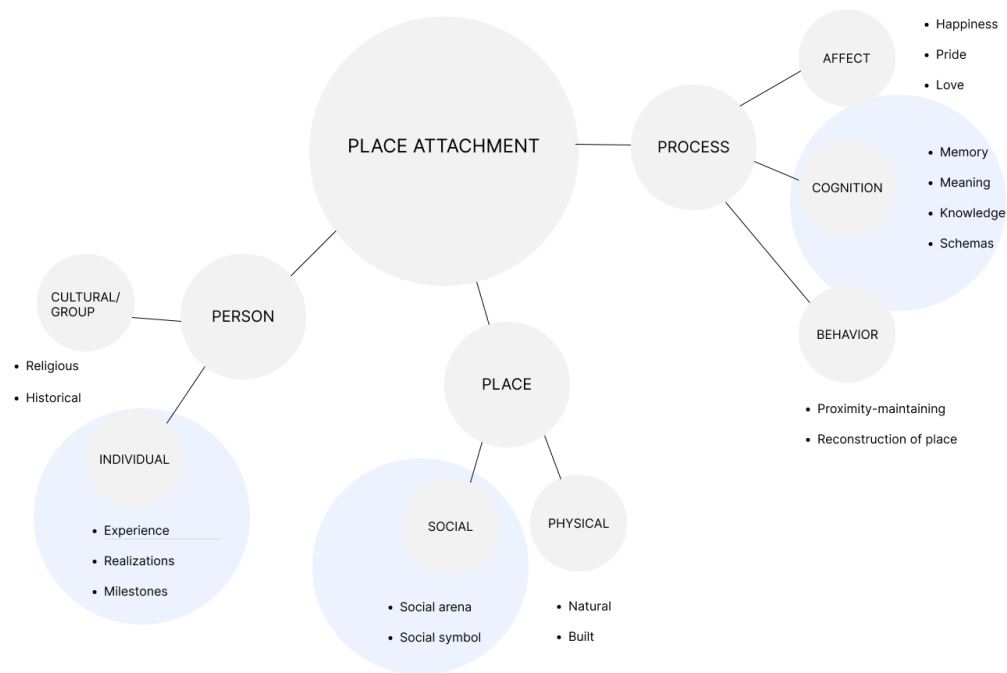 PLACE ATTACHMENT
PROCESS
AFFECT
• Happiness
• Pride
• Love
COGNITION
• Memory
• Meaning
• Knowledge
• Schemas
BEHAVIOR
• Proximity-maintaining
• Reconstruction of place
PERSON
CULTURAL/
GROUP
• Religious
• Historical
INDIVIDUAL
• Experience
• Realizations
• Milestones
PLACE
SOCIAL
• Social arena
• Social symbol
PHYSICAL
• Natural
• Built